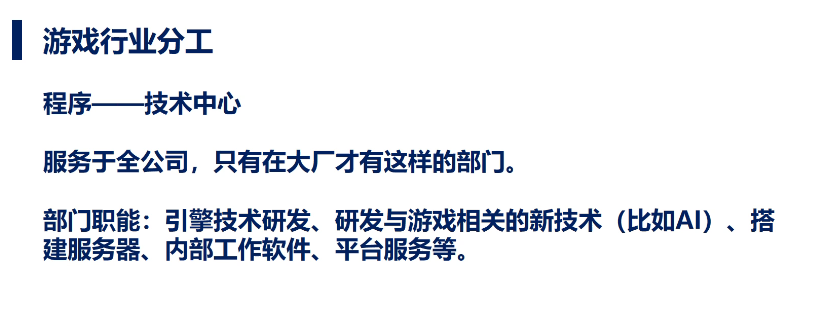 游戏行业分工
程序——技术中心
服务于全公司，只有在大厂才有这样的部门。
部门职能：引擎技术研发、研发与游戏相关的新技术（比如AI）、搭
建服务器、内部工作软件、平台服务等。